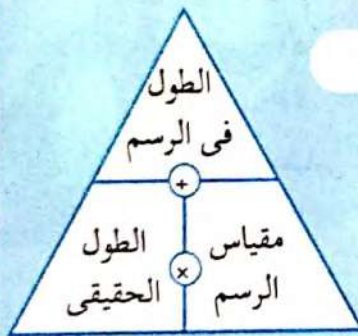 الطول
فى الرسم
÷
مقياس
الرسم
×
الطول
الحقيقى